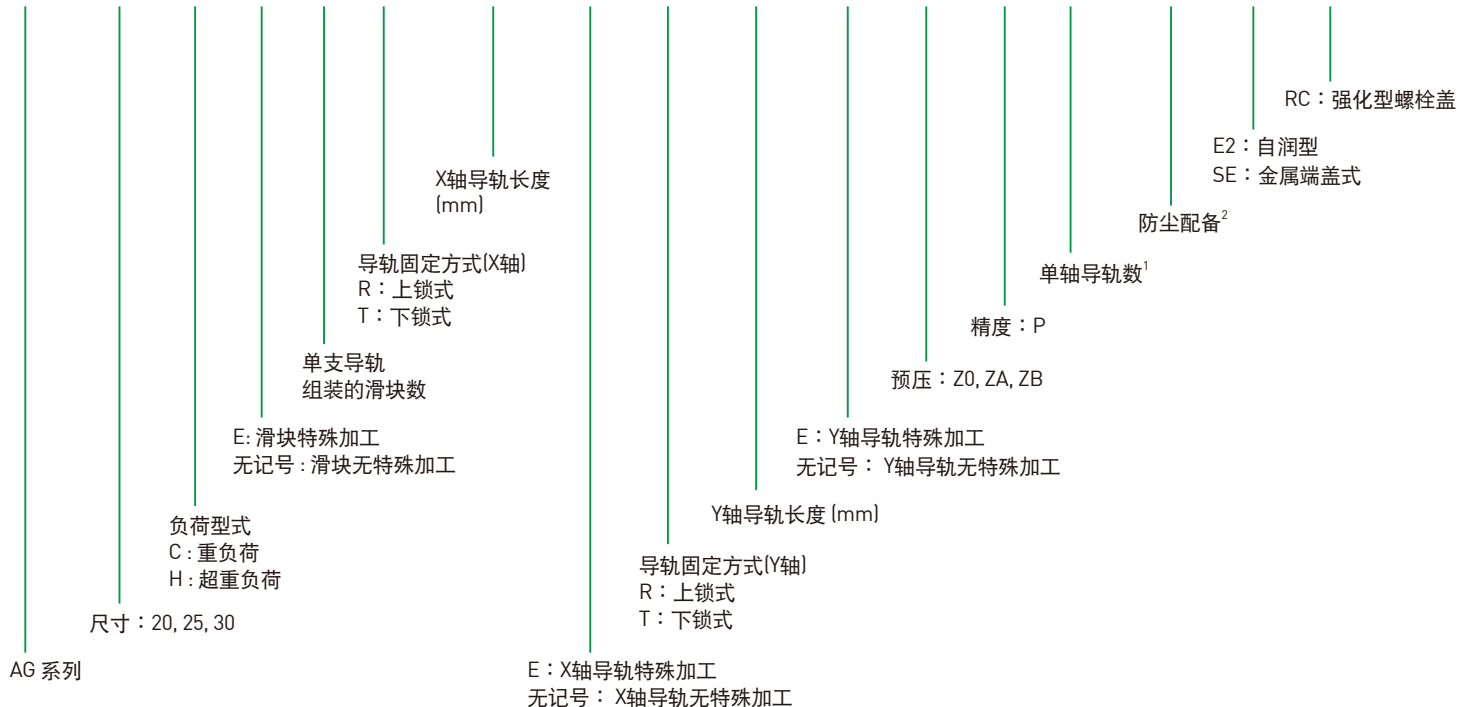 RC：强化型螺栓盖
E2：自润型
SE：金属端盖式
X轴导轨长度
(mm)
防尘配备²
导轨固定方式(X轴)
R：上锁式
T：下锁式
单轴导轨数¹
精度：P
单支导轨
组装的滑块数
预压：Z0, ZA, ZB
E: 滑块特殊加工
无记号 : 滑块无特殊加工
E：Y轴导轨特殊加工
无记号： Y轴导轨无特殊加工
Y轴导轨长度 (mm)
负荷型式
C : 重负荷
H : 超重负荷
导轨固定方式(Y轴)
R：上锁式
T：下锁式
尺寸：20, 25, 30
AG 系列
E：X轴导轨特殊加工
无记号： X轴导轨无特殊加工